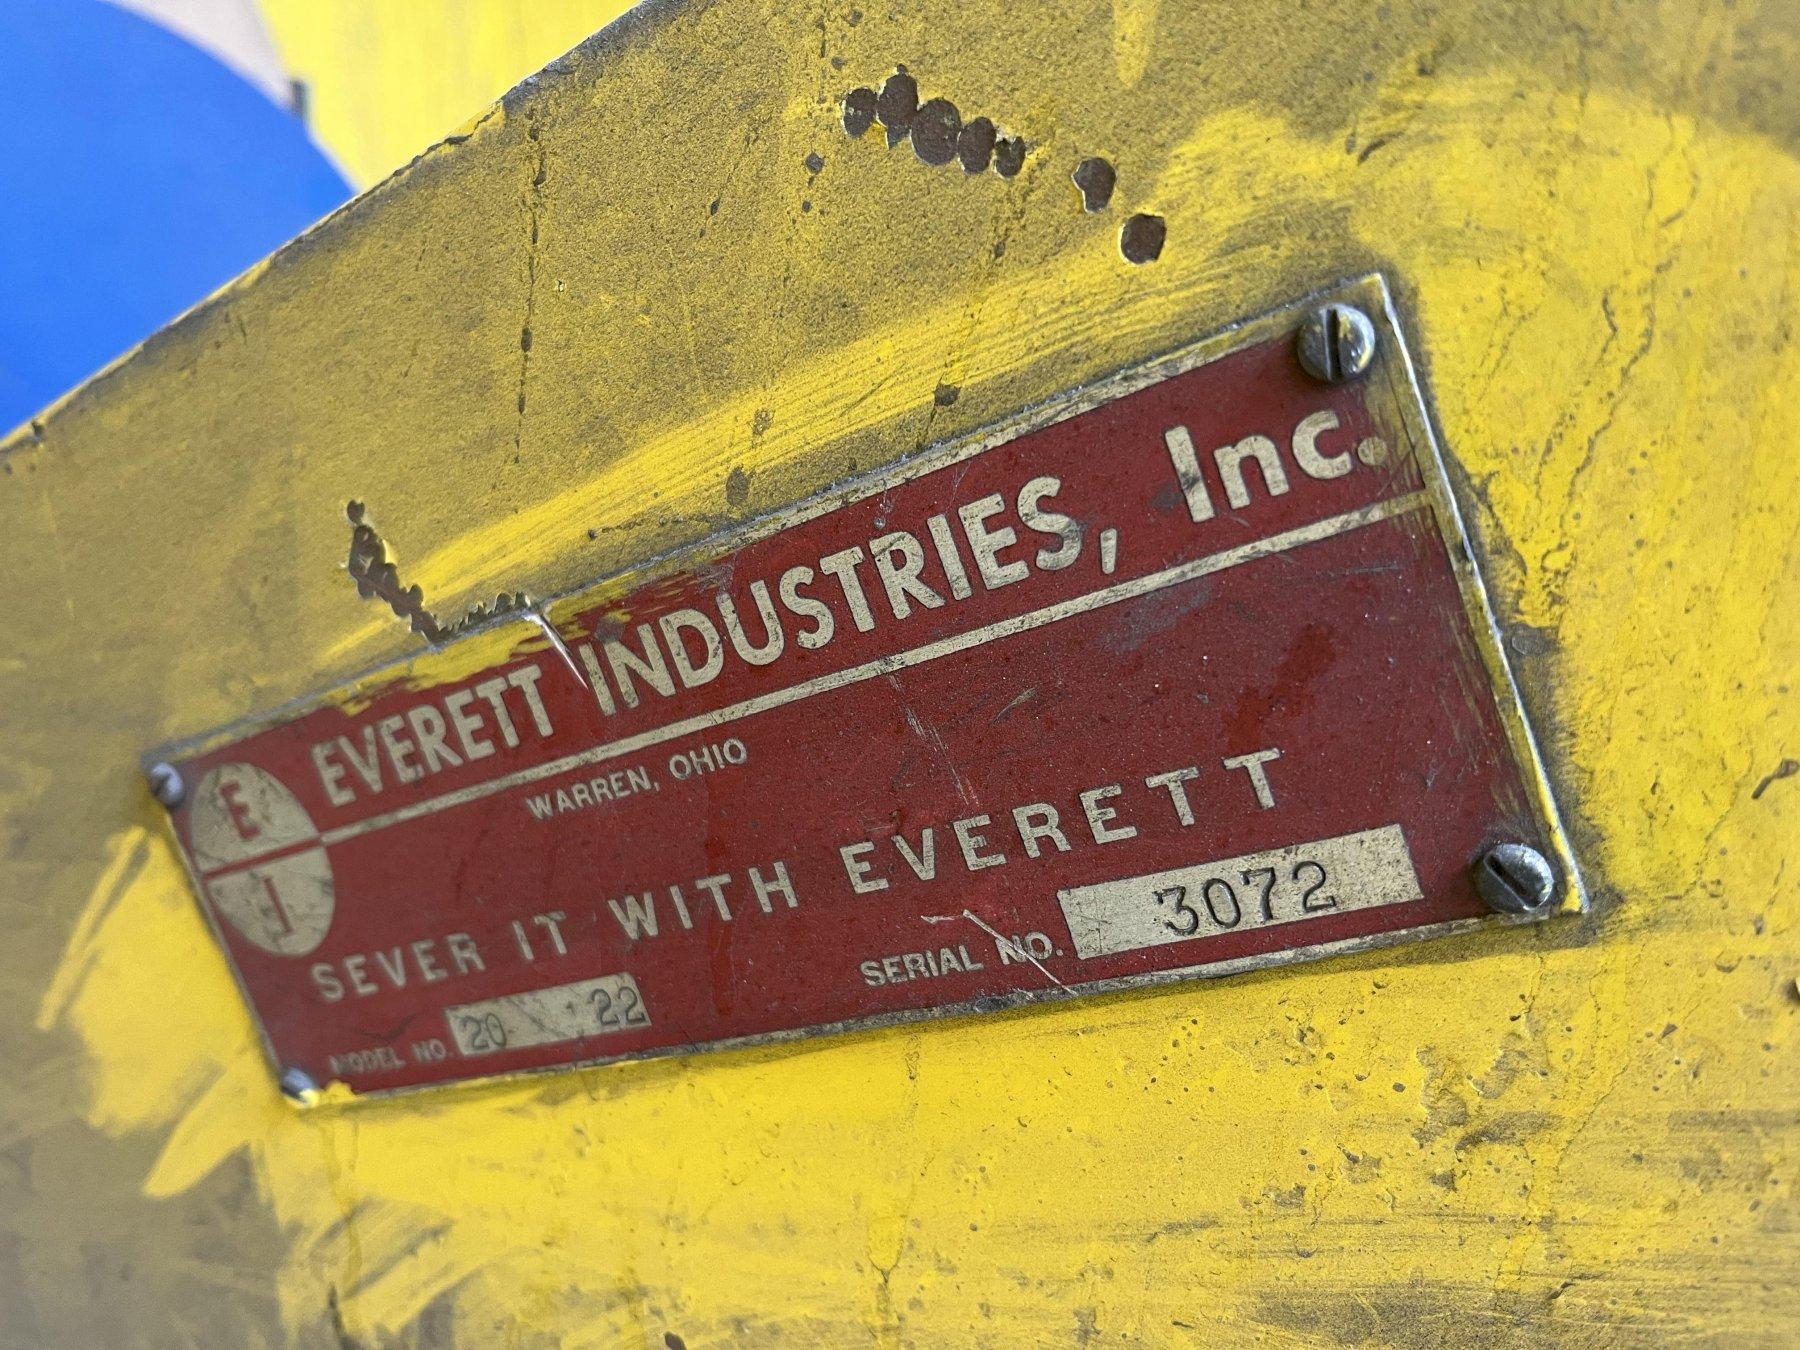 EVERETT INDUSTRIES, Inc.
E
I
WARREN, OHIO
SEVER IT WITH EVERETT
MODEL NO. 20 22
SERIAL NO. 3072